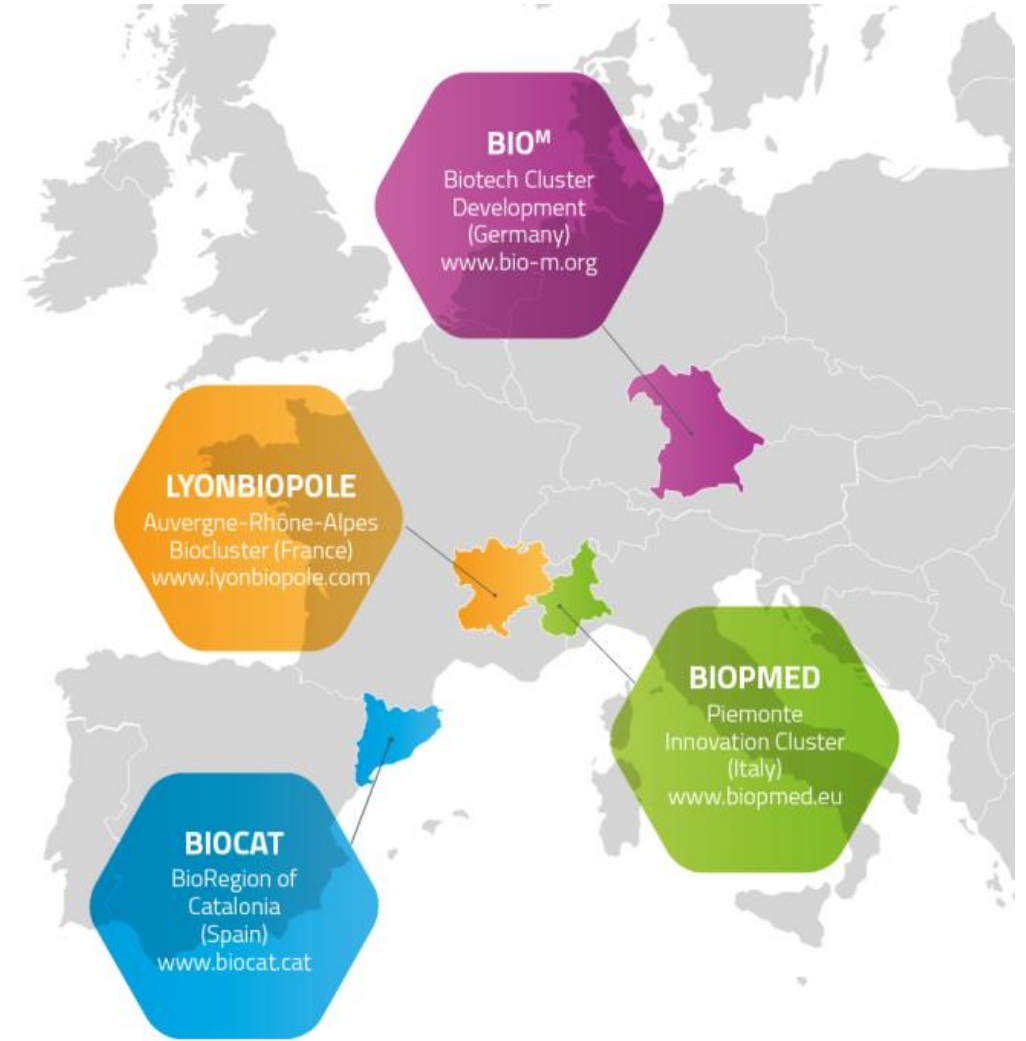 BIOᴹ
Biotech Cluster
Development
(Germany)
www.bio-m.org
LYONBIOPOLE
Auvergne-Rhône-Alpes
Biocluster (France)
www.lyonbiopole.com
BIOPMED
Piemonte
Innovation Cluster
(Italy)
www.biopmed.eu
BIOCAT
BioRegion of
Catalonia
(Spain)
www.biocat.cat